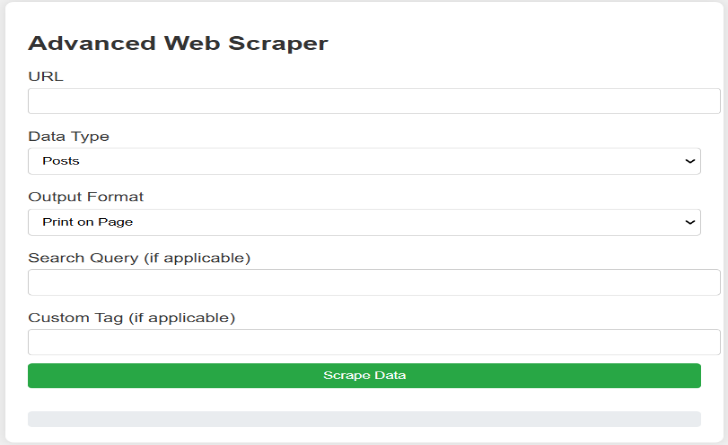 Advanced Web Scraper
URL
Data Type
Posts
Output Format
Print on Page
Search Query (if applicable)
Custom Tag (if applicable)
Scrape Data